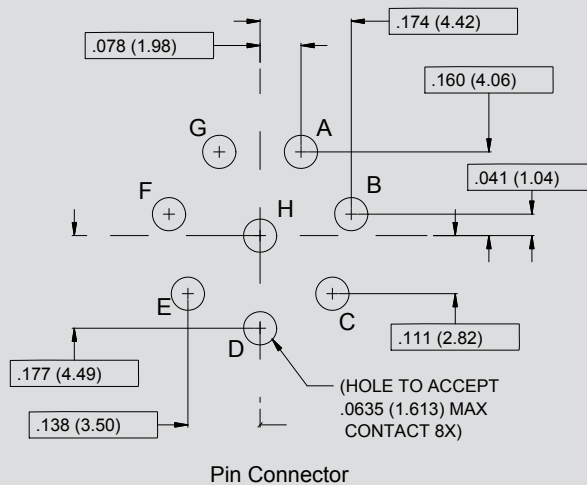 .174 (4.42)
.078 (1.98)
.160 (4.06)
G
A
F
B
.041 (1.04)
H
E
C
D
.111 (2.82)
.177 (4.49)
(HOLE TO ACCEPT
.0635 (1.613) MAX
CONTACT 8X)
.138 (3.50)
Pin Connector